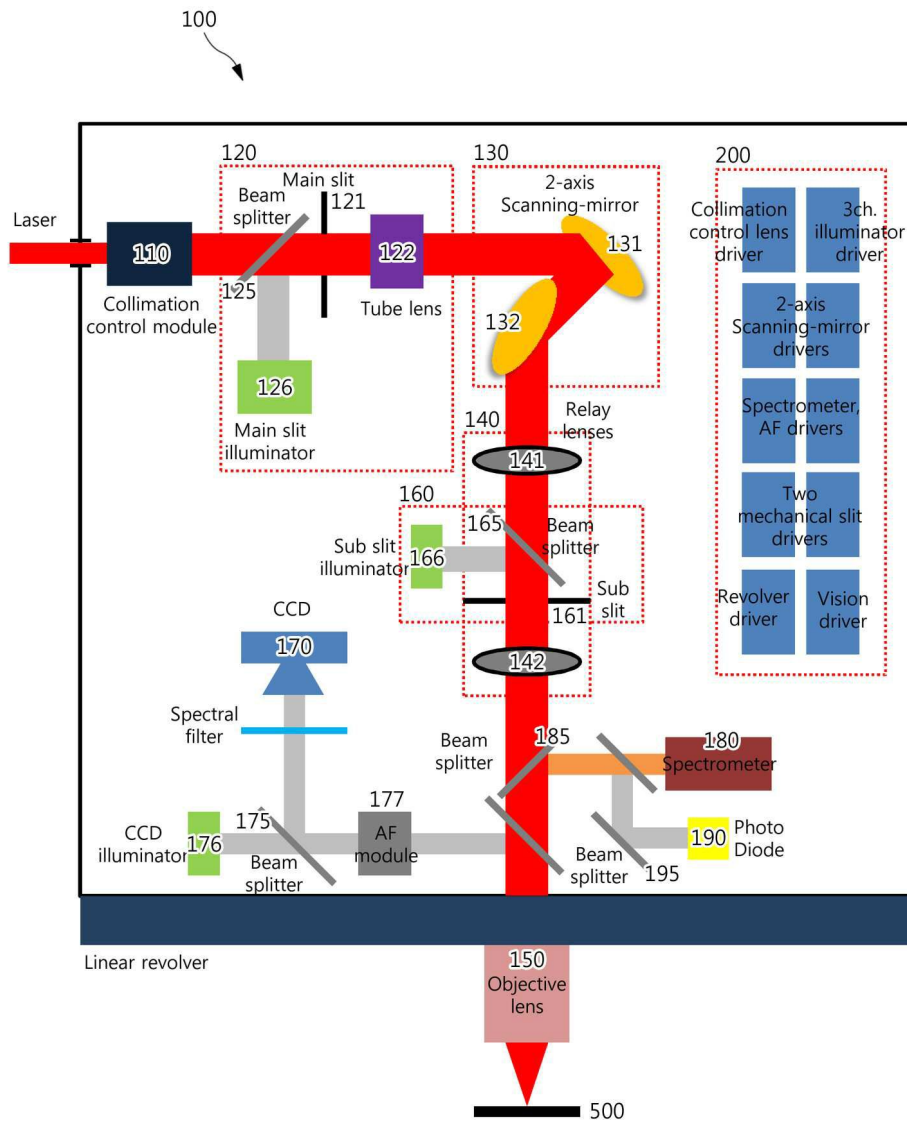 100
120
130
200
Main slit
121
2-axis
Scanning-mirror
Beam
splitter
Laser
Collimation
control lens
driver
3ch.
illuminator
driver
131
110
122
125
Collimation
control module
Tube lens
132
2-axis
Scanning-mirror
drivers
126
Main slit
illuminator
Relay
lenses
140
Spectrometer,
AF drivers
141
160
165
Beam
splitter
Two
mechanical slit
drivers
Sub slit
illuminator
166
Sub
slit
161
CCD
170
142
Revolver
driver
Vision
driver
Spectral
filter
Beam
splitter
185
180
Spectrometer
177
175
CCD
illuminator
176
AF
module
Beam
splitter
190
Photo
Diode
Beam
splitter
195
Linear revolver
150
Objective
lens
500